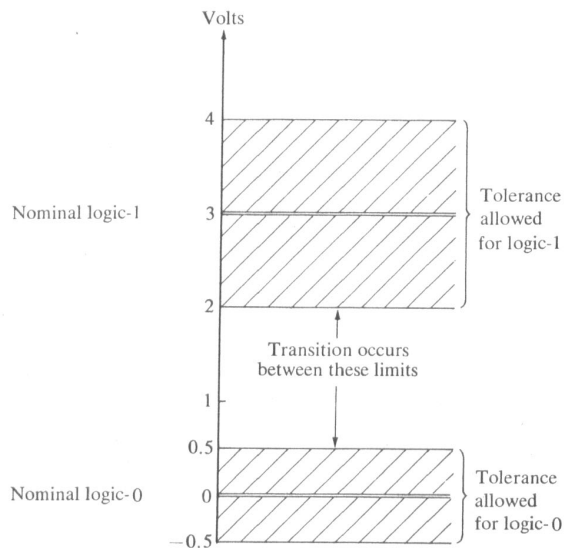 Volts
4
Nominal logic-1
3
Tolerance
allowed
for logic-1
2
Transition occurs
between these limits
1
0.5
Nominal logic-0
0
Tolerance
allowed
for logic-0
−0.5